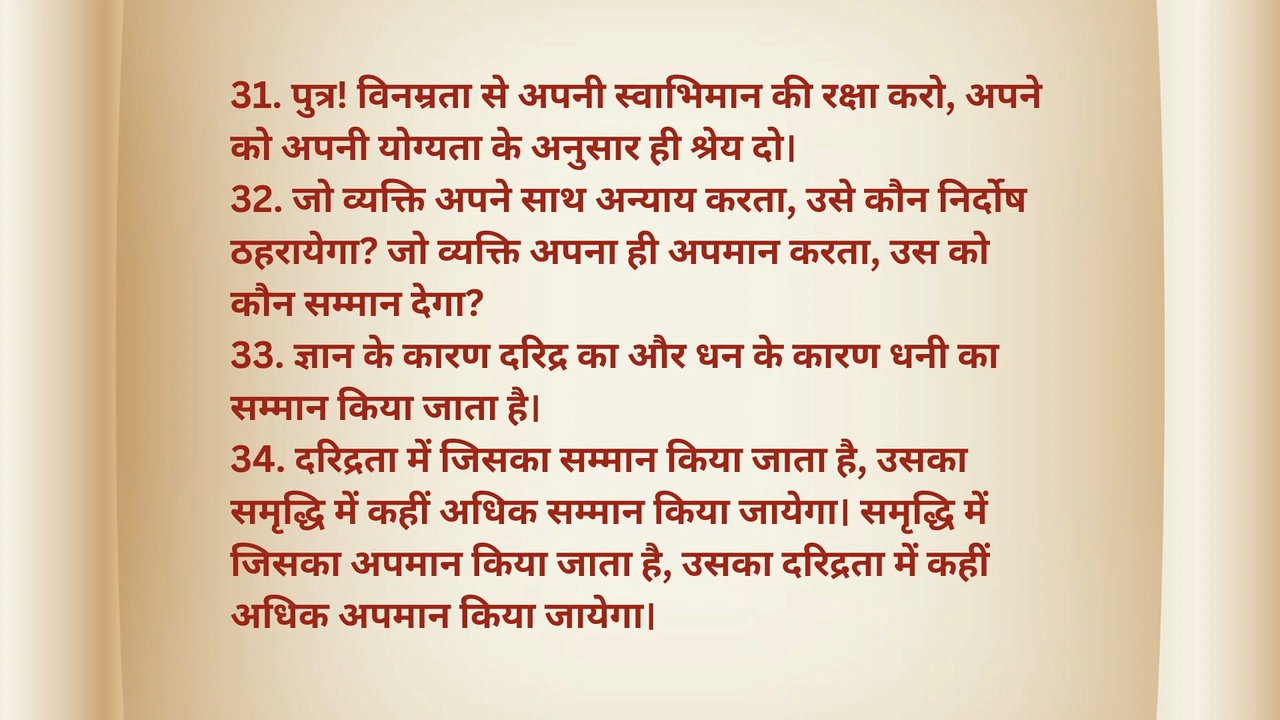 31. पुत्र! विनम्रता से अपनी स्वाभिमान की रक्षा करो, अपने
को अपनी योग्यता के अनुसार ही श्रेय दो।
32. जो व्यक्ति अपने साथ अन्याय करता, उसे कौन निर्दोष
ठहरायेगा? जो व्यक्ति अपना ही अपमान करता, उस को
कौन सम्मान देगा?
33. ज्ञान के कारण दरिद्र का और धन के कारण धनी का
सम्मान किया जाता है।
34. दरिद्रता में जिसका सम्मान किया जाता है, उसका
समृद्धि में कहीं अधिक सम्मान किया जायेगा। समृद्धि में
जिसका अपमान किया जाता है, उसका दरिद्रता में कहीं
अधिक अपमान किया जायेगा।